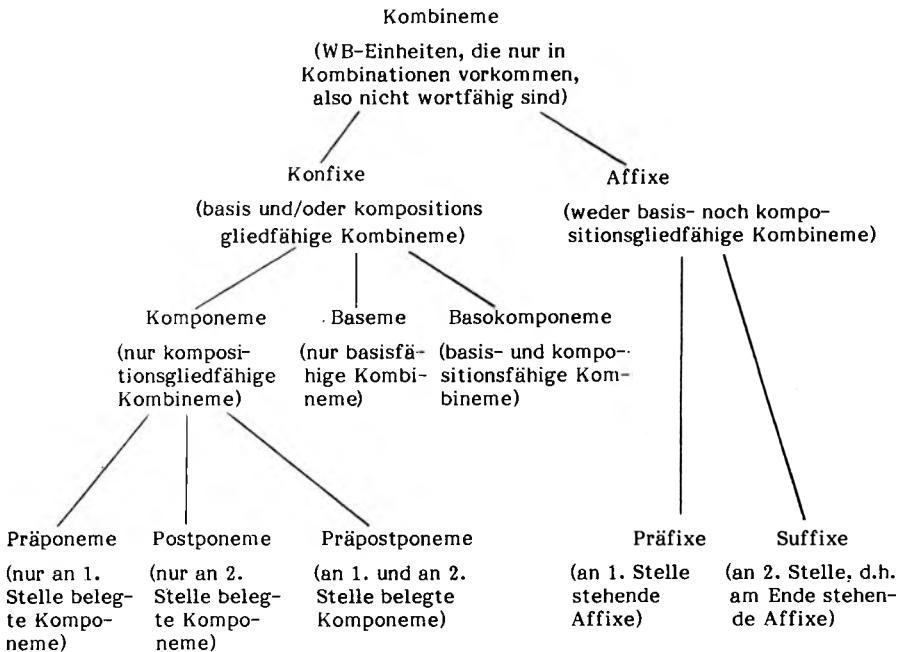 Kombineme
(WB-Einheiten, die nur in
Kombinationen vorkommen,
also nicht wortfähig sind)
Konfixe
(basis und/oder kompositions
gliedfähige Kombineme)
Affixe
(weder basis- noch kompo-
sitionsgliedfähige Kombineme)
Komponeme
(nur komposi-
tionsgliedfähige
Kombineme)
Baseme
(nur basisfä-
hige Kombi-
neme)
Basokomponeme
(basis- und kompo-
sitionsfähige Kom-
bineme)
Präponeme
(nur an 1.
Stelle beleg-
te Kompo-
neme)
Postponeme
(nur an 2.
Stelle beleg-
te Kompo-
neme)
Präpostponeme
(an 1. und an 2.
Stelle belegte
Komponeme)
Präfixe
(an 1. Stelle
stehende
Affixe)
Suffixe
(an 2. Stelle, d.h.
am Ende stehen-
de Affixe)